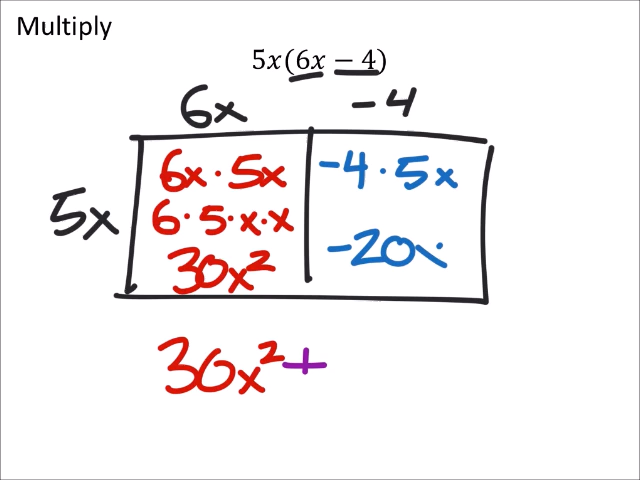 Multiply
5x(6x − 4)
6x -4
5x
6x · 5x
6 · 5 · x · x
30x²
-4 · 5x
-20x
30x² +